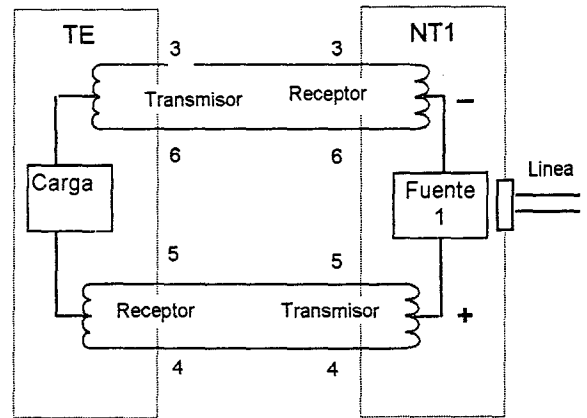 TE
NT1
3
3
Transmisor
Receptor
–
6
6
Carga
Fuente
1
Linea
5
5
Receptor
Transmisor
+
4
4